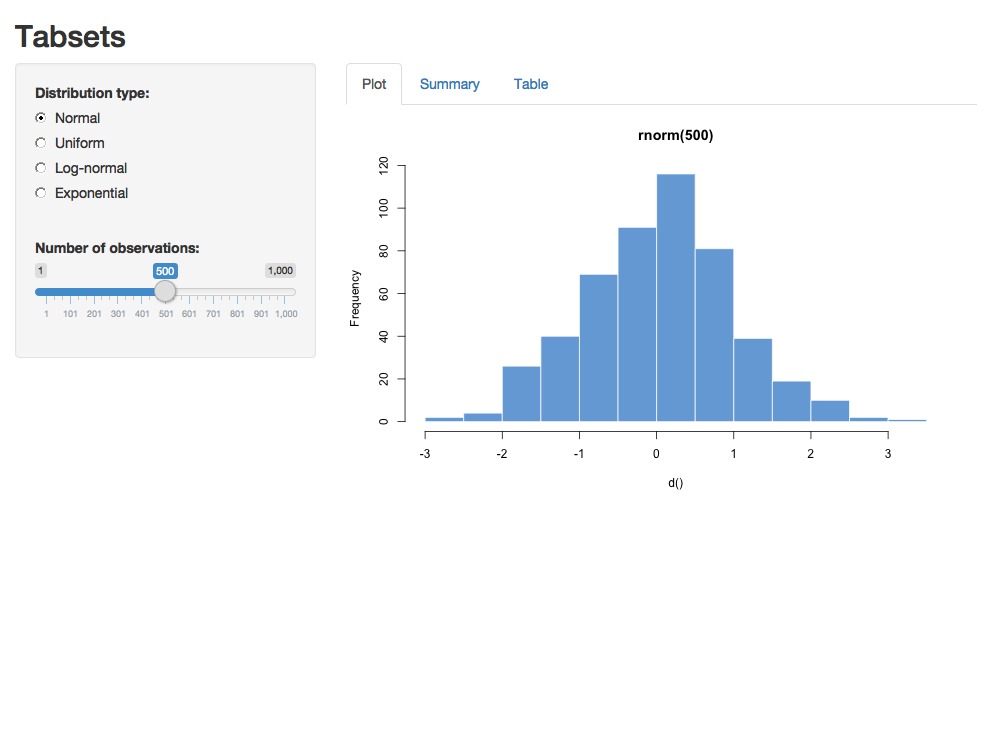 Tabsets
Distribution type:
Normal
Uniform
Log-normal
Exponential
Number of observations:
1 500 1,000
1 101 201 301 401 501 601 701 801 901 1,000
Plot Summary Table
rnorm(500)
Frequency
120
100
80
60
40
20
0
-3 -2 -1 0 1 2 3
d()